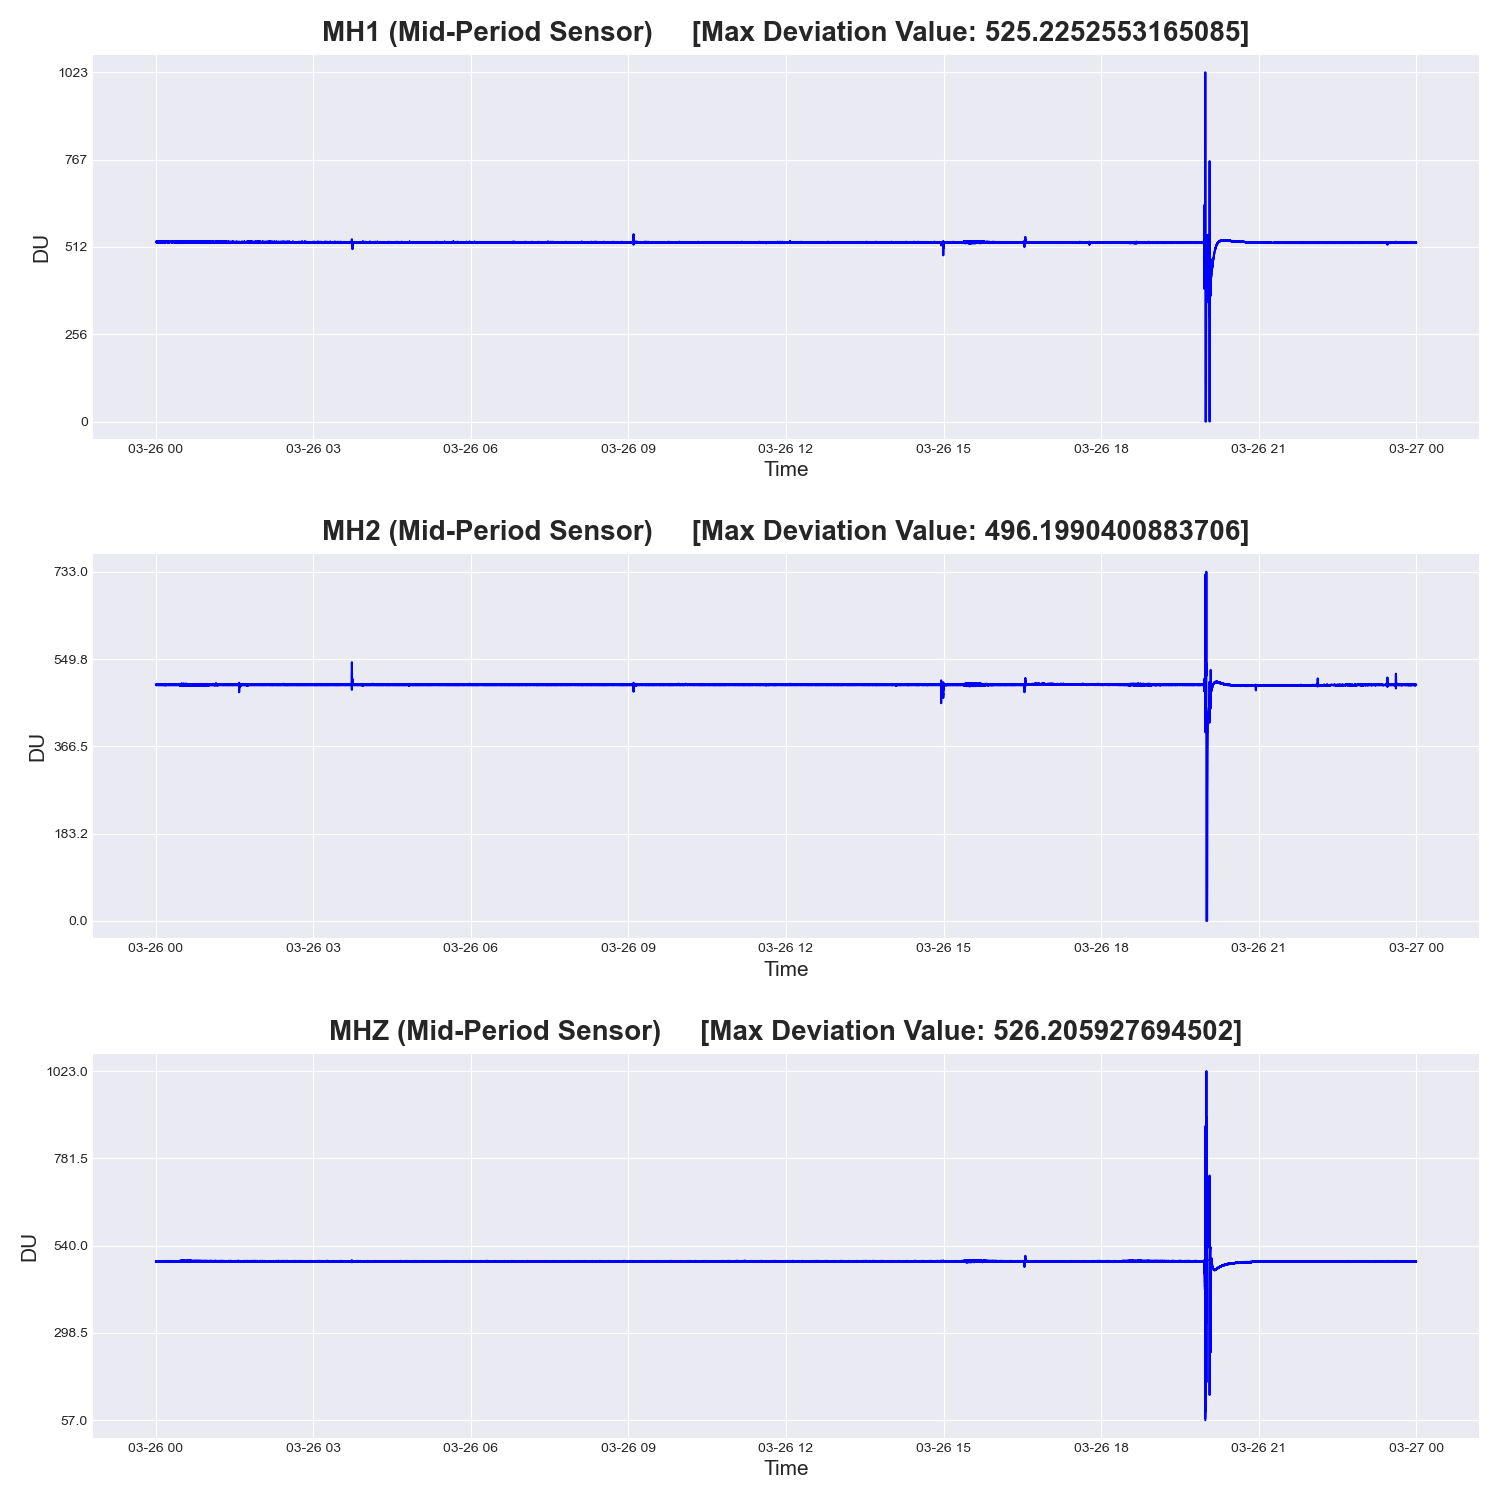 MH1 (Mid-Period Sensor) [Max Deviation Value: 525.2252553165085]
1023
767
512
256
0
DU
03-26 00 03-26 03 03-26 06 03-26 09 03-26 12 03-26 15 03-26 18 03-26 21 03-27 00
Time
MH2 (Mid-Period Sensor) [Max Deviation Value: 496.1990400883706]
733.0
549.8
366.5
183.2
0.0
DU
03-26 00 03-26 03 03-26 06 03-26 09 03-26 12 03-26 15 03-26 18 03-26 21 03-27 00
Time
MHZ (Mid-Period Sensor) [Max Deviation Value: 526.205927694502]
1023.0
781.5
540.0
298.5
57.0
DU
03-26 00 03-26 03 03-26 06 03-26 09 03-26 12 03-26 15 03-26 18 03-26 21 03-27 00
Time